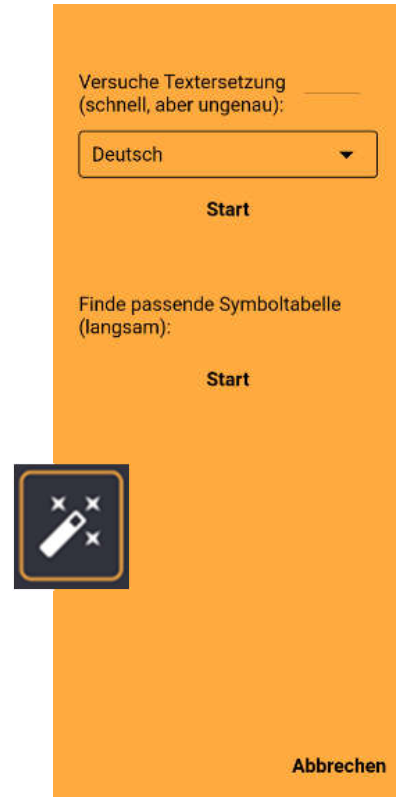 Versuche Textersetzung
(schnell, aber ungenau):
Deutsch
Start
Finde passende Symboltabelle
(langsam):
Start
Abbrechen